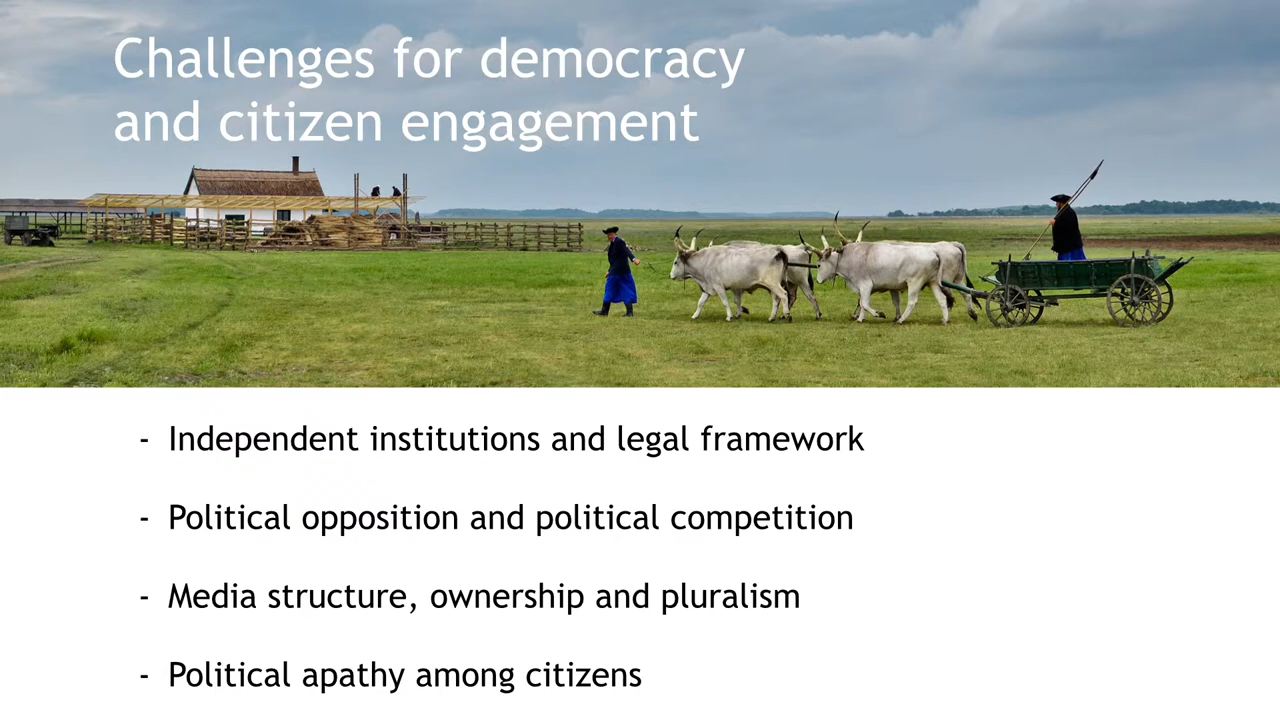 Challenges for democracy
and citizen engagement
- Independent institutions and legal framework
- Political opposition and political competition
- Media structure, ownership and pluralism
- Political apathy among citizens